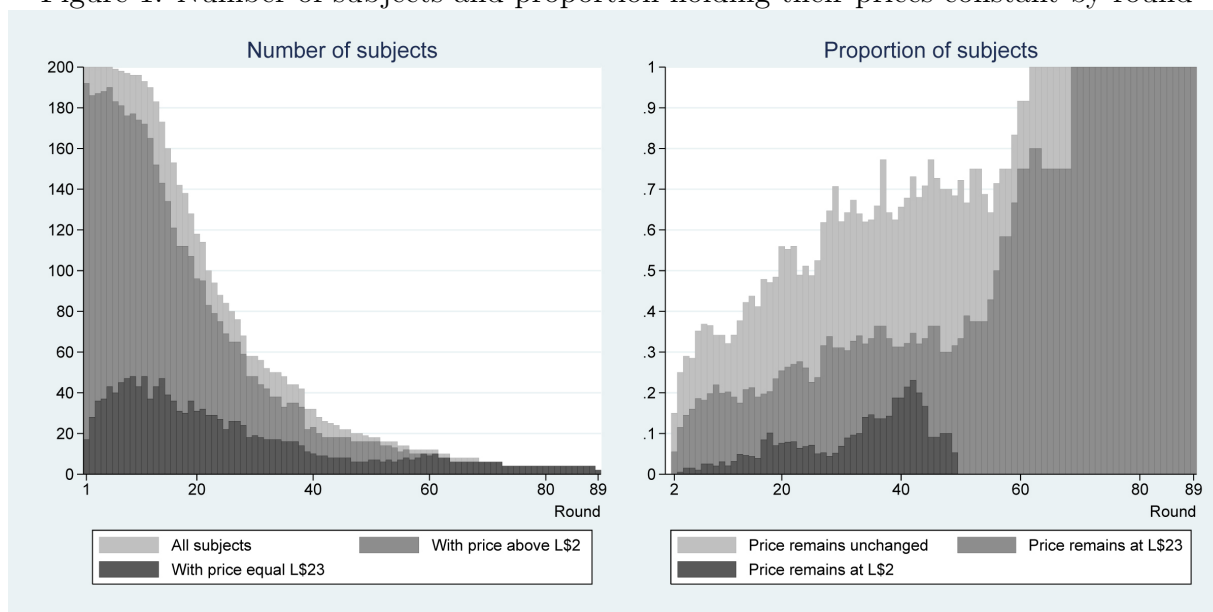 Figure 1: Number of subjects and proportion holding their prices constant by round
Number of subjects
200
180
160
140
120
100
80
60
40
20
0
1 20 40 60 80 89
Round
All subjects With price above L$2
With price equal L$23
Proportion of subjects
1
.9
.8
.7
.6
.5
.4
.3
.2
.1
0
2 20 40 60 80 89
Round
Price remains unchanged Price remains at L$23
Price remains at L$2